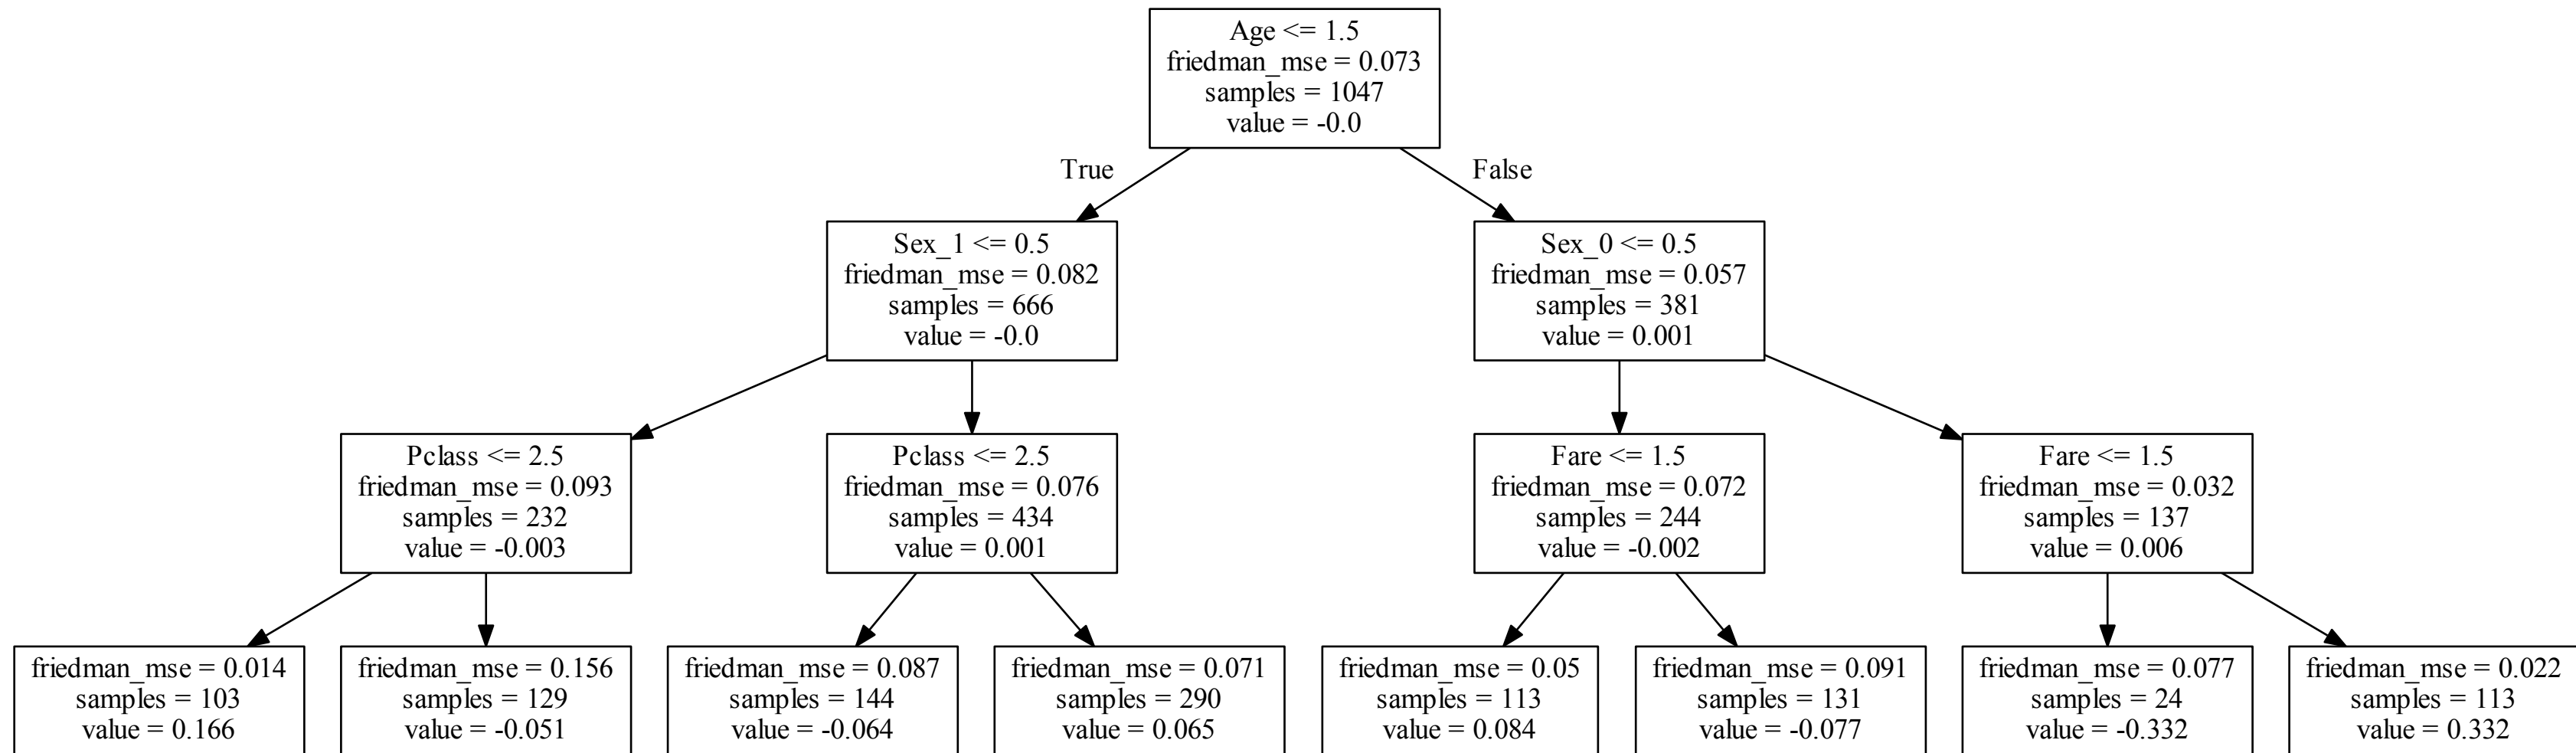 Age <= 1.5
friedman_mse = 0.073
samples = 1047
value = -0.0
True
False
Sex_1 <= 0.5
friedman_mse = 0.082
samples = 666
value = -0.0
Sex_0 <= 0.5
friedman_mse = 0.057
samples = 381
value = 0.001
Pclass <= 2.5
friedman_mse = 0.093
samples = 232
value = -0.003
Pclass <= 2.5
friedman_mse = 0.076
samples = 434
value = 0.001
Fare <= 1.5
friedman_mse = 0.072
samples = 244
value = -0.002
Fare <= 1.5
friedman_mse = 0.032
samples = 137
value = 0.006
friedman_mse = 0.014
samples = 103
value = 0.166
friedman_mse = 0.156
samples = 129
value = -0.051
friedman_mse = 0.087
samples = 144
value = -0.064
friedman_mse = 0.071
samples = 290
value = 0.065
friedman_mse = 0.05
samples = 113
value = 0.084
friedman_mse = 0.091
samples = 131
value = -0.077
friedman_mse = 0.077
samples = 24
value = -0.332
friedman_mse = 0.022
samples = 113
value = 0.332